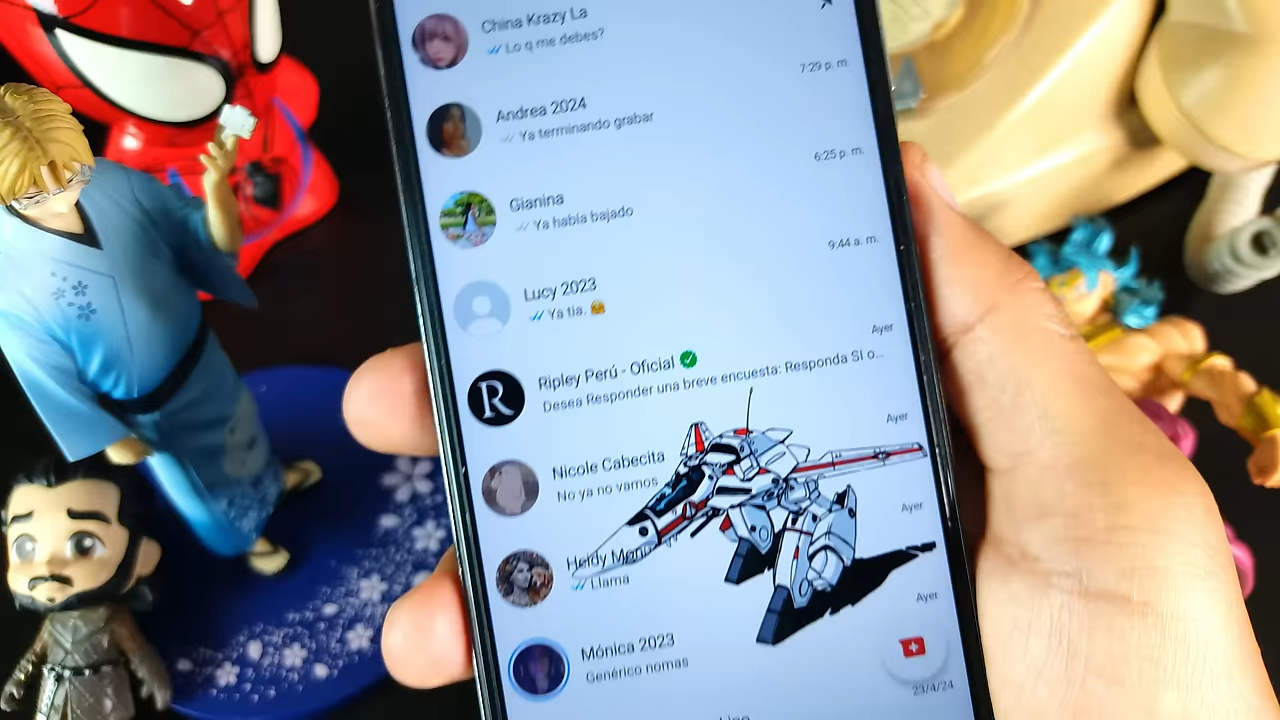 China Krazy La
Lo q me debes?
7:29 p. m.
Andrea 2024
Ya terminando grabar
6:25 p. m.
Gianina
Ya había bajado
9:44 a. m.
Lucy 2023
Ya tia. 🤗
Ayer
Ripley Perú - Oficial
Desea Responder una breve encuesta: Responda SI o...
R
Ayer
Nicole Cabecita
No ya no vamos
Ayer
Heidy
Llama
Ayer
Mónica 2023
Genérico nomas
23/4/24